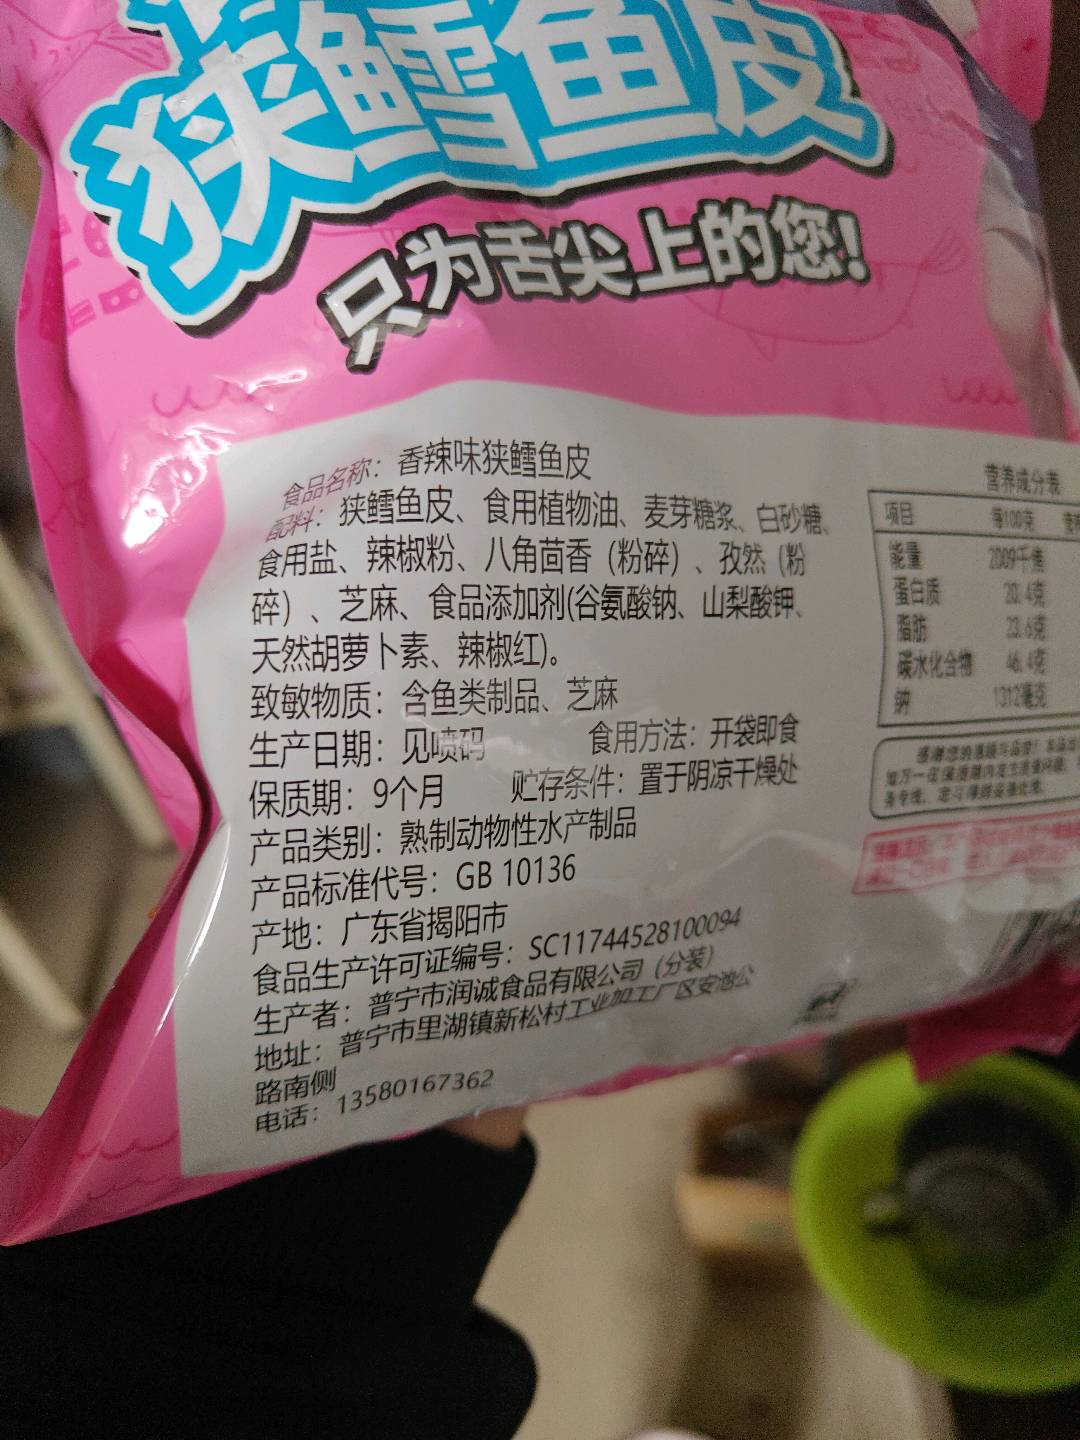 狭鳕鱼皮
只为舌尖上的您!
食品名称：香辣味狭鳕鱼皮
配料：狭鳕鱼皮、食用植物油、麦芽糖浆、白砂糖、
食用盐、辣椒粉、八角茴香（粉碎）、孜然（粉
碎）、芝麻、食品添加剂(谷氨酸钠、山梨酸钾、
天然胡萝卜素、辣椒红)。
致敏物质：含鱼类制品、芝麻
生产日期：见喷码 食用方法：开袋即食
保质期：9个月 贮存条件：置于阴凉干燥处
产品类别：熟制动物性水产制品
产品标准代号：GB 10136
产地：广东省揭阳市
食品生产许可证编号：SC11744528100094
生产者：普宁市润诚食品有限公司（分装）
地址：普宁市里湖镇新松村工业加工厂区安池公
路南侧
电话：13580167362
营养成分表
项目 每100克
能量 2009千焦
蛋白质 20.4克
脂肪 23.6克
碳水化合物 46.4克
钠 1312毫克